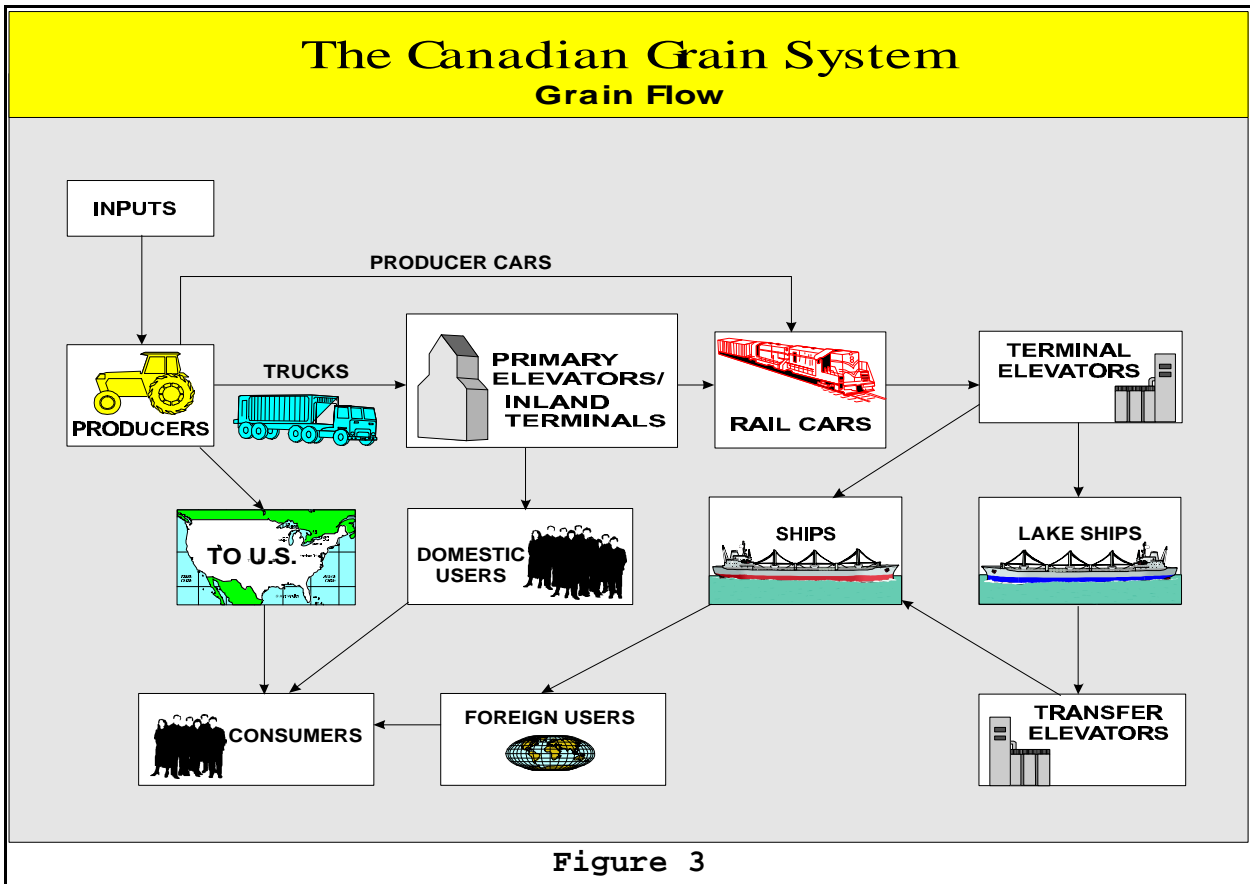 The Canadian Grain System
Grain Flow
INPUTS
PRODUCER CARS
PRODUCERS
TRUCKS
PRIMARY
ELEVATORS/
INLAND
TERMINALS
RAIL CARS
TERMINAL
ELEVATORS
TO U.S.
DOMESTIC
USERS
SHIPS
LAKE SHIPS
CONSUMERS
FOREIGN USERS
TRANSFER
ELEVATORS
Figure 3